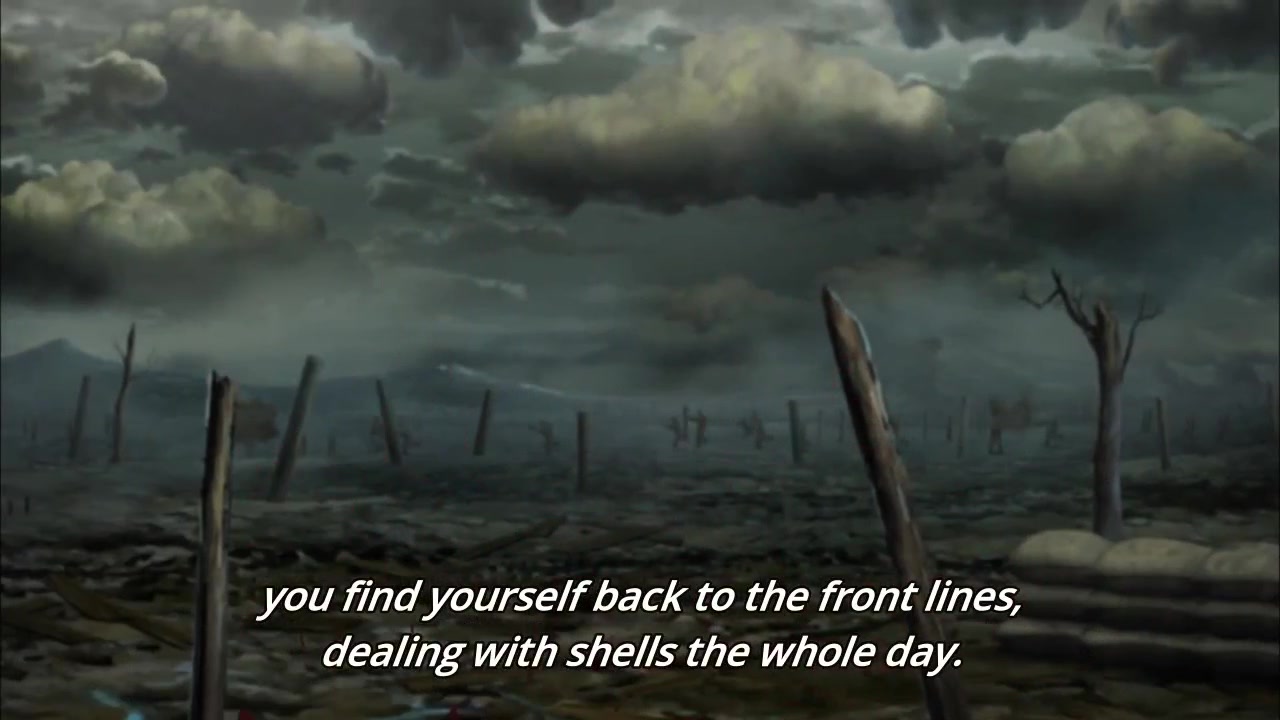 you find yourself back to the front lines,
dealing with shells the whole day.